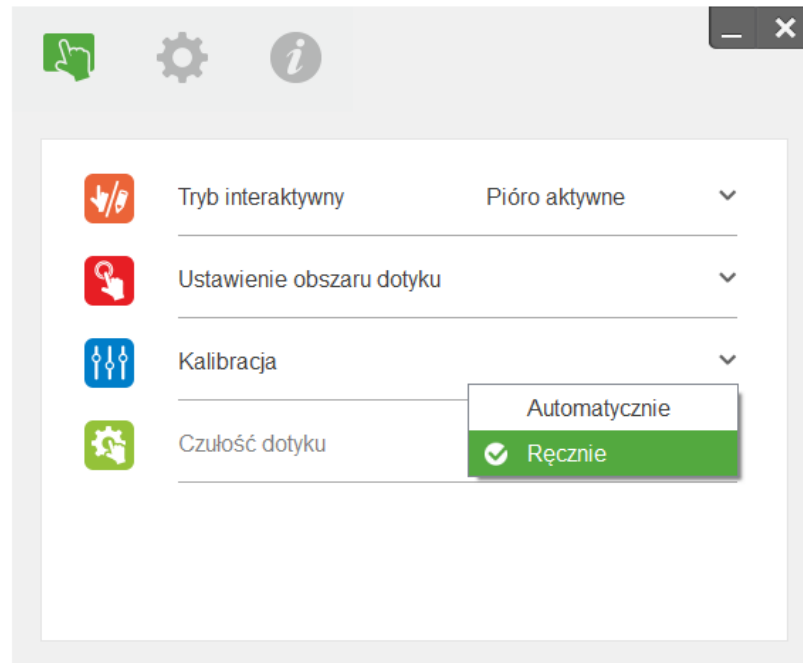 Tryb interaktywny Pióro aktywne
Ustawienie obszaru dotyku
Kalibracja
Automatycznie
Czułość dotyku
Ręcznie